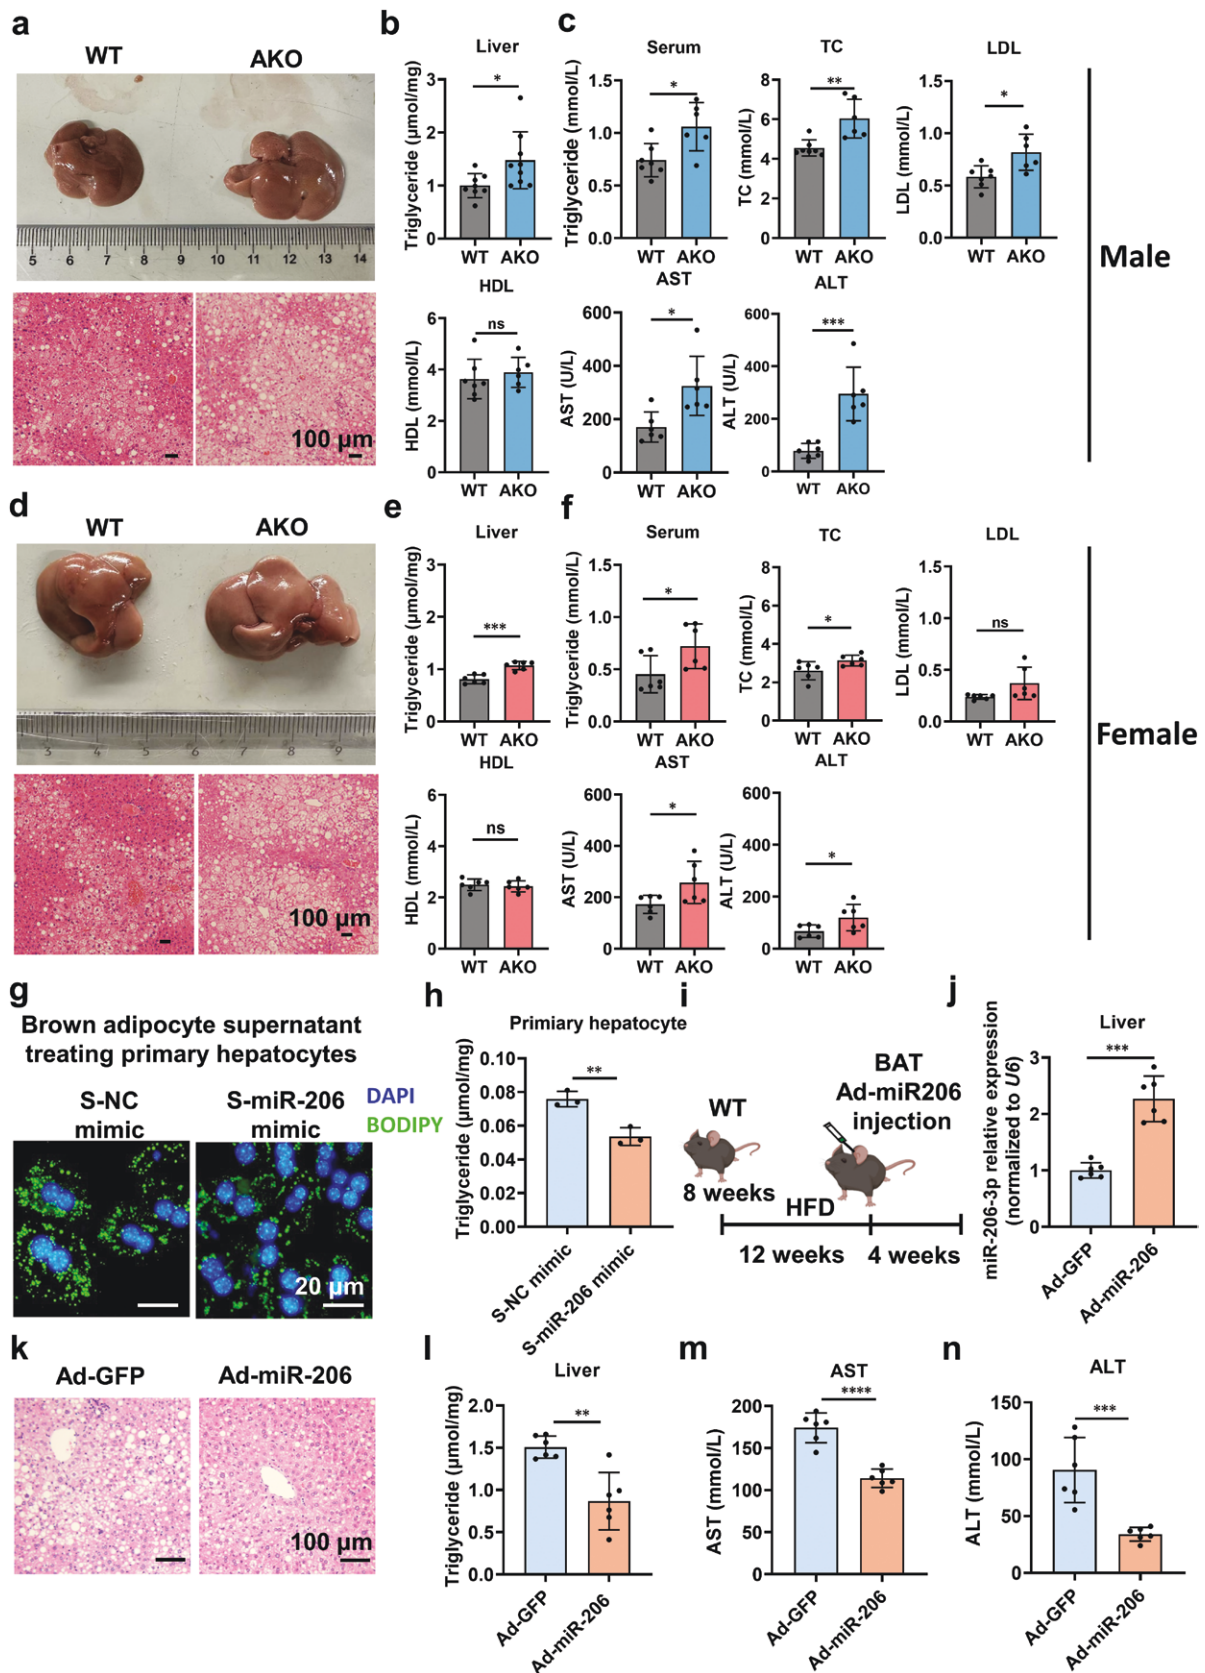 a
WT
AKO
5 6 7 8 9 10 11 12 13 14
100 µm
b
Liver
Triglyceride (µmol/mg)
3
2
1
0
*
WT AKO
c
Serum
Triglyceride (mmol/L)
1.5
1.0
0.5
0.0
*
WT AKO
TC
TC (mmol/L)
8
6
4
2
0
**
WT AKO
LDL
LDL (mmol/L)
1.5
1.0
0.5
0.0
*
WT AKO
Male
HDL
HDL (mmol/L)
6
4
2
0
ns
WT AKO
AST
AST (U/L)
600
400
200
0
*
WT AKO
ALT
ALT (U/L)
600
400
200
0
***
WT AKO
d
WT
AKO
3 4 5 6 7 8 9
100 µm
e
Liver
Triglyceride (µmol/mg)
3
2
1
0
***
WT AKO
f
Serum
Triglyceride (mmol/L)
1.5
1.0
0.5
0.0
*
WT AKO
TC
TC (mmol/L)
8
6
4
2
0
*
WT AKO
LDL
LDL (mmol/L)
1.5
1.0
0.5
0.0
ns
WT AKO
Female
HDL
HDL (mmol/L)
6
4
2
0
ns
WT AKO
AST
AST (U/L)
600
400
200
0
*
WT AKO
ALT
ALT (U/L)
600
400
200
0
*
WT AKO
g
Brown adipocyte supernatant
treating primary hepatocytes
S-NC
mimic
S-miR-206
mimic
DAPI
BODIPY
20 µm
h
Primiary hepatocyte
Triglyceride (µmol/mg)
0.10
0.08
0.06
0.04
0.02
0.00
**
S-NC mimic
S-miR-206 mimic
i
WT
8 weeks
BAT
Ad-miR206
injection
HFD
12 weeks
4 weeks
j
Liver
miR-206-3p relative expression
(normalized to U6)
3
2
1
0
***
Ad-GFP
Ad-miR-206
k
Ad-GFP
Ad-miR-206
100 µm
l
Liver
Triglyceride (µmol/mg)
2.0
1.5
1.0
0.5
0.0
**
Ad-GFP
Ad-miR-206
m
AST
AST (mmol/L)
200
150
100
50
0
****
Ad-GFP
Ad-miR-206
n
ALT
ALT (mmol/L)
150
100
50
0
***
Ad-GFP
Ad-miR-206